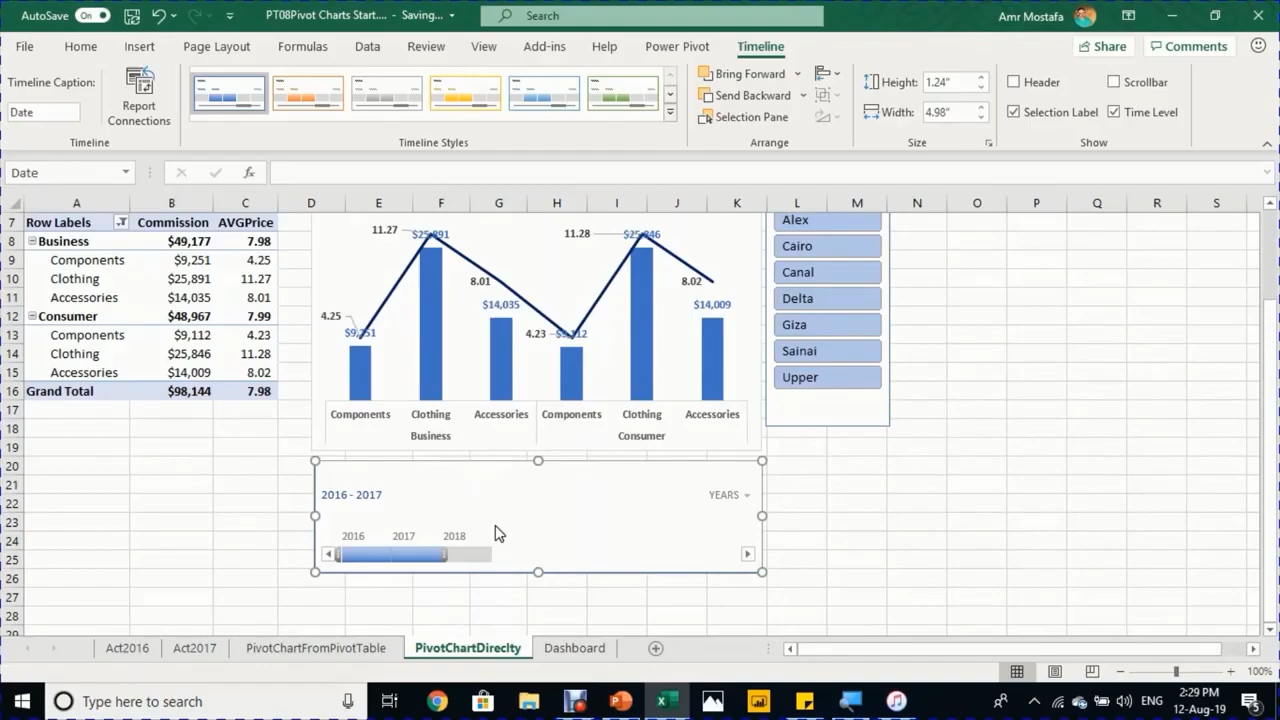 AutoSave On PT08Pivot Charts Start.... - Saving... Search Amr Mostafa
File Home Insert Page Layout Formulas Data Review View Add-ins Help Power Pivot Timeline Share Comments
Timeline Caption:
Date
Report
Connections
Timeline
Timeline Styles
Bring Forward
Send Backward
Selection Pane
Arrange
Height: 1.24"
Width: 4.98"
Size
Header Scrollbar
Selection Label Time Level
Show
Date fx
A B C D E F G H I J K L M N O P Q R S
7 Row Labels Commission AVGPrice
8 Business $49,177 7.98
9 Components $9,251 4.25
10 Clothing $25,891 11.27
11 Accessories $14,035 8.01
12 Consumer $48,967 7.99
13 Components $9,112 4.23
14 Clothing $25,846 11.28
15 Accessories $14,009 8.02
16 Grand Total $98,144 7.98
17
18
19
20
21
22
23
24
25
26
27
28
11.27 $25,891 11.28 $25,846
8.01 8.02
4.25 $14,035 $14,009
$9,251 4.23 $9,112
Components Clothing Accessories Components Clothing Accessories
Business Consumer
Alex
Cairo
Canal
Delta
Giza
Sainai
Upper
2016 - 2017 YEARS
2016 2017 2018
Act2016 Act2017 PivotChartFromPivotTable PivotChartDireclty Dashboard
100%
Type here to search
ENG
2:29 PM
12-Aug-19
5